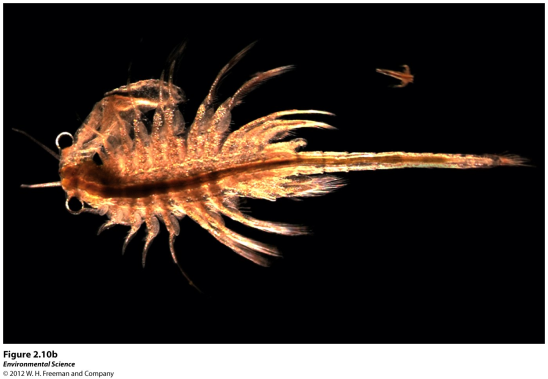 Figure 2.10b
Environmental Science
© 2012 W. H. Freeman and Company